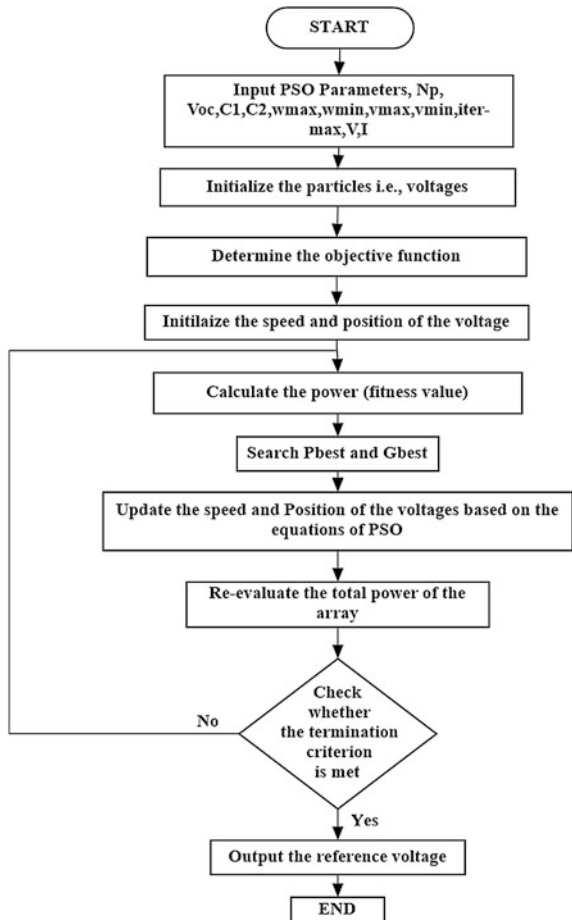 START
Input PSO Parameters, Np,
Voc,C1,C2,wmax,wmin,vmax,vmin,iter-
max,V,I
Initialize the particles i.e., voltages
Determine the objective function
Initilaize the speed and position of the voltage
Calculate the power (fitness value)
Search Pbest and Gbest
Update the speed and Position of the voltages based on the
equations of PSO
Re-evaluate the total power of the
array
Check
whether
the termination
criterion
is met
No
Yes
Output the reference voltage
END